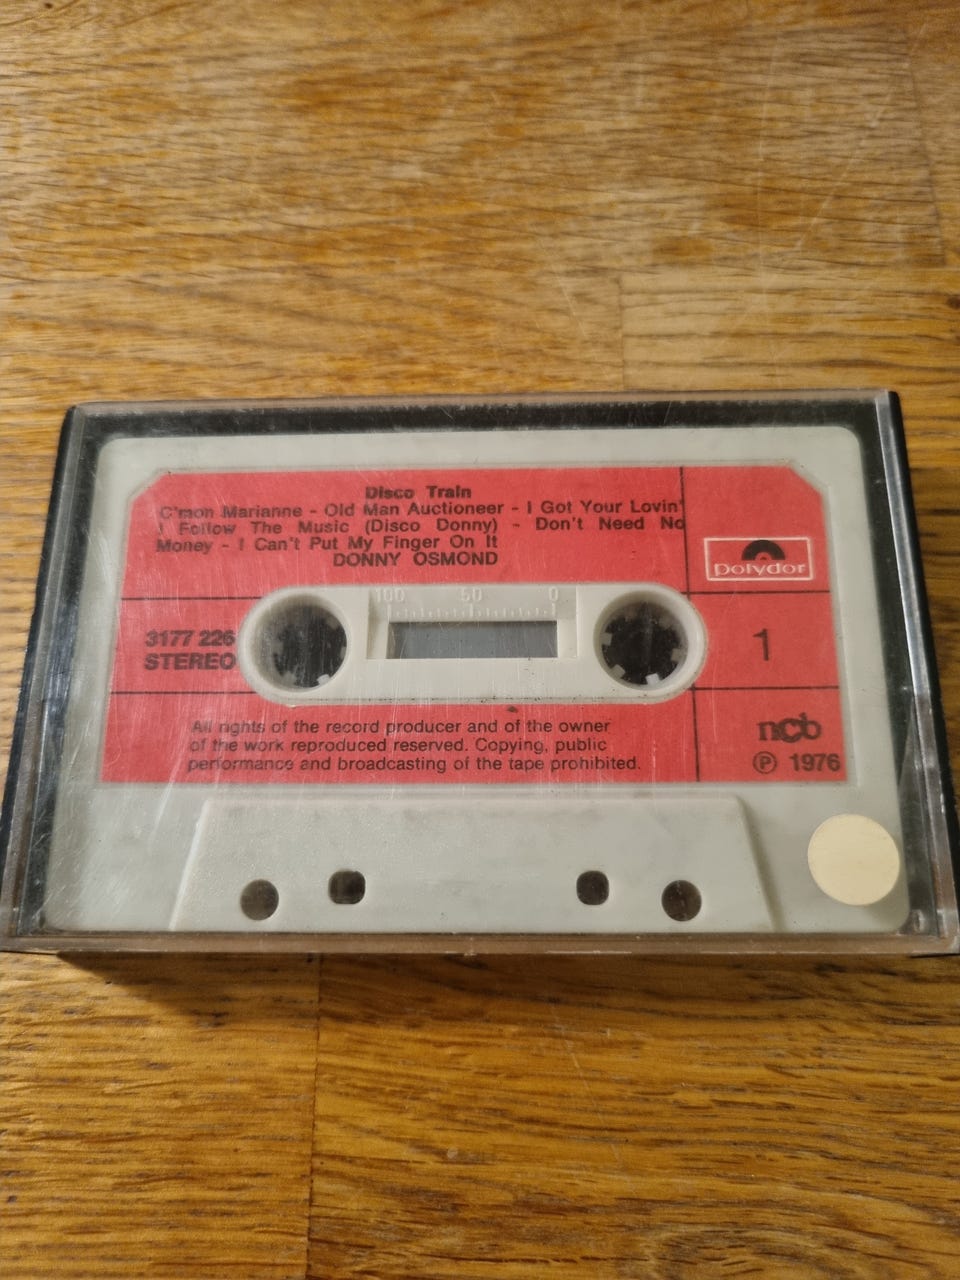 Disco Train
C'mon Marianne - Old Man Auctioneer - I Got Your Lovin'
I Follow The Music (Disco Donny) - Don't Need No
Money - I Can't Put My Finger On It
DONNY OSMOND
polydor
100 50 0
3177 226
STEREO
1
All rights of the record producer and of the owner
of the work reproduced reserved. Copying, public
performance and broadcasting of the tape prohibited.
ncb
Ⓟ 1976